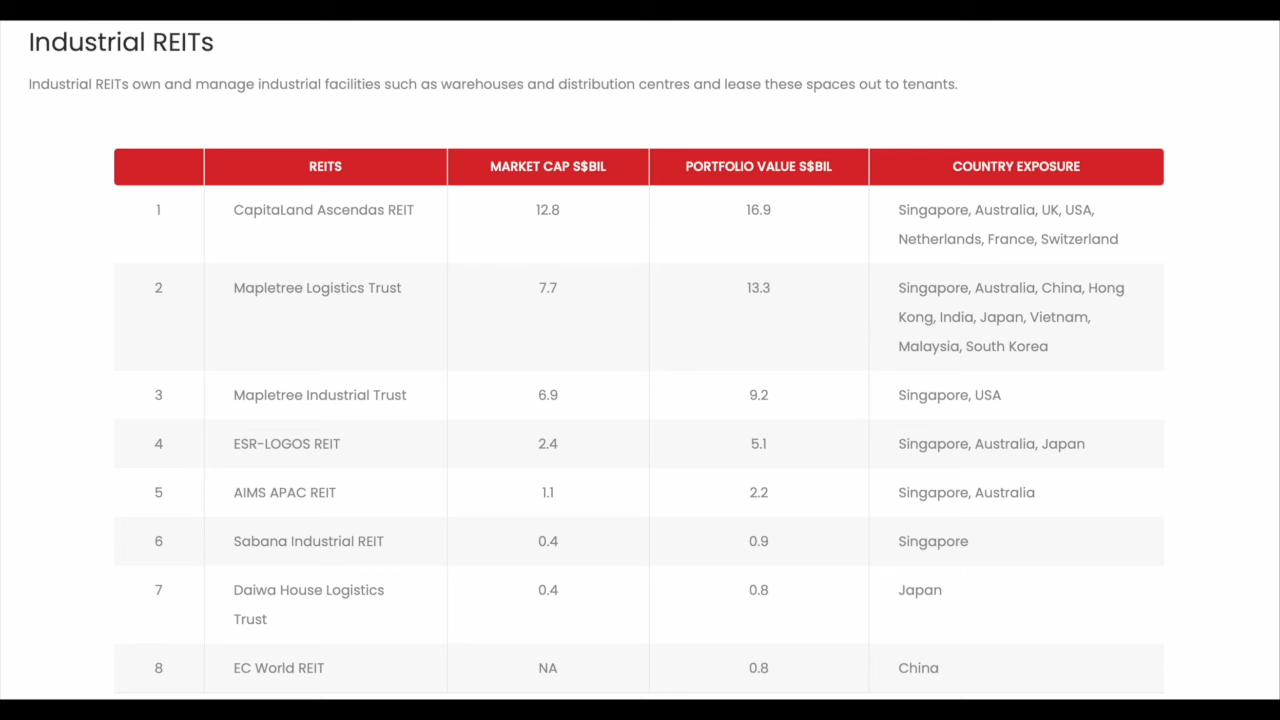 Industrial REITs
Industrial REITs own and manage industrial facilities such as warehouses and distribution centres and lease these spaces out to tenants.
REITS MARKET CAP S$BIL PORTFOLIO VALUE S$BIL COUNTRY EXPOSURE
1 CapitaLand Ascendas REIT 12.8 16.9 Singapore, Australia, UK, USA,
Netherlands, France, Switzerland
2 Mapletree Logistics Trust 7.7 13.3 Singapore, Australia, China, Hong
Kong, India, Japan, Vietnam,
Malaysia, South Korea
3 Mapletree Industrial Trust 6.9 9.2 Singapore, USA
4 ESR-LOGOS REIT 2.4 5.1 Singapore, Australia, Japan
5 AIMS APAC REIT 1.1 2.2 Singapore, Australia
6 Sabana Industrial REIT 0.4 0.9 Singapore
7 Daiwa House Logistics 0.4 0.8 Japan
Trust
8 EC World REIT NA 0.8 China